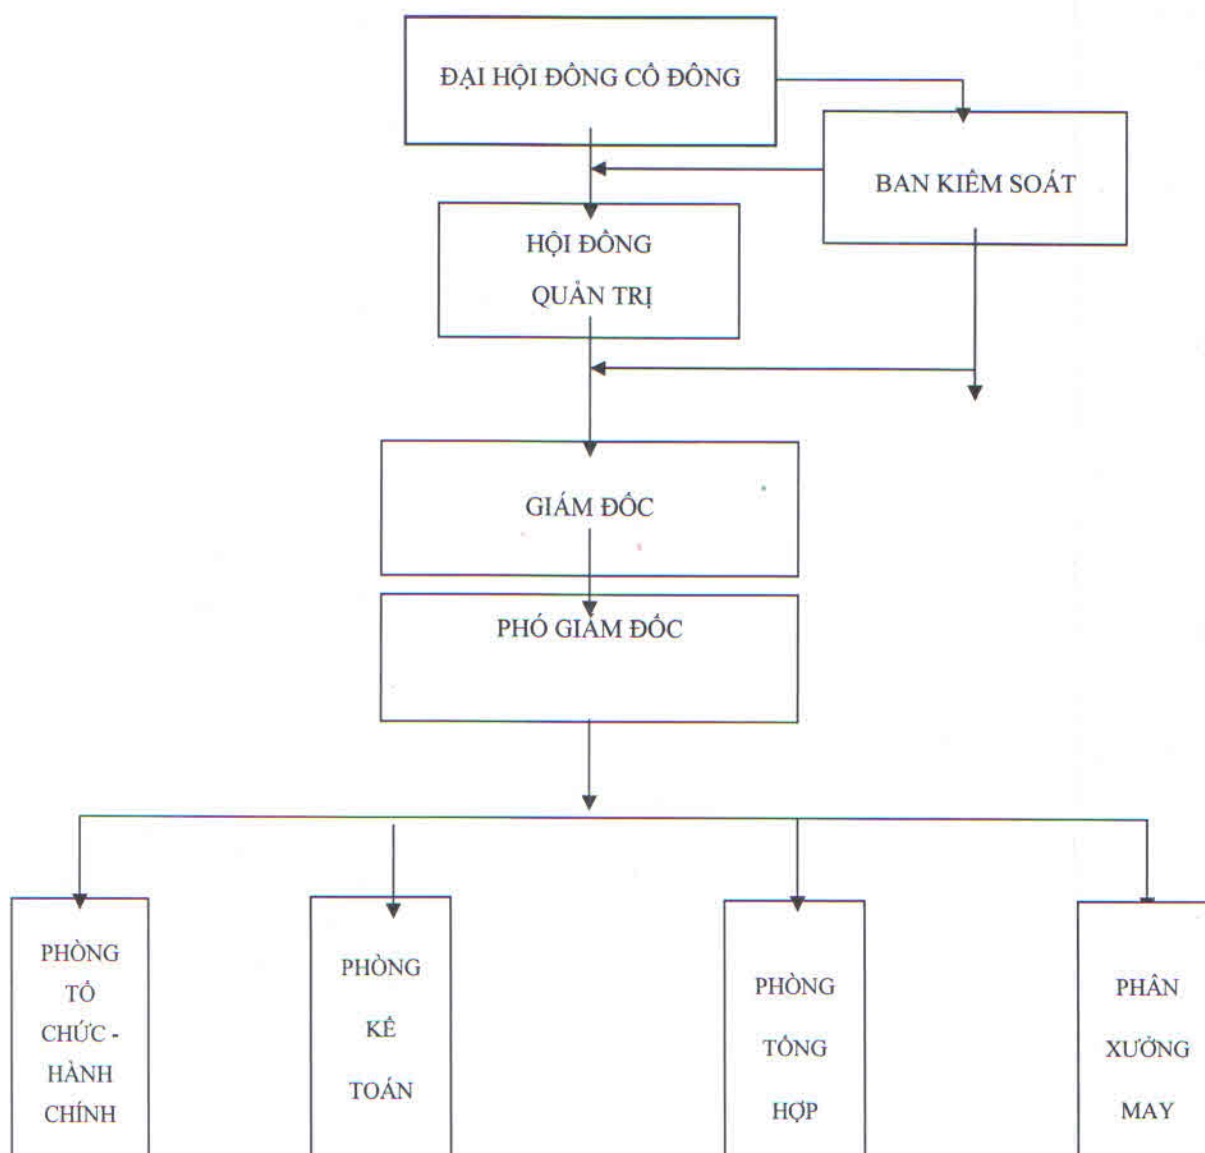 ĐẠI HỘI ĐỒNG CỔ ĐÔNG
BAN KIỂM SOÁT
HỘI ĐỒNG
QUẢN TRỊ
GIÁM ĐỐC
PHÓ GIÁM ĐỐC
PHÒNG
TỔ
CHỨC -
HÀNH
CHÍNH
PHÒNG
KẾ
TOÁN
PHÒNG
TỔNG
HỢP
PHÂN
XƯỞNG
MAY